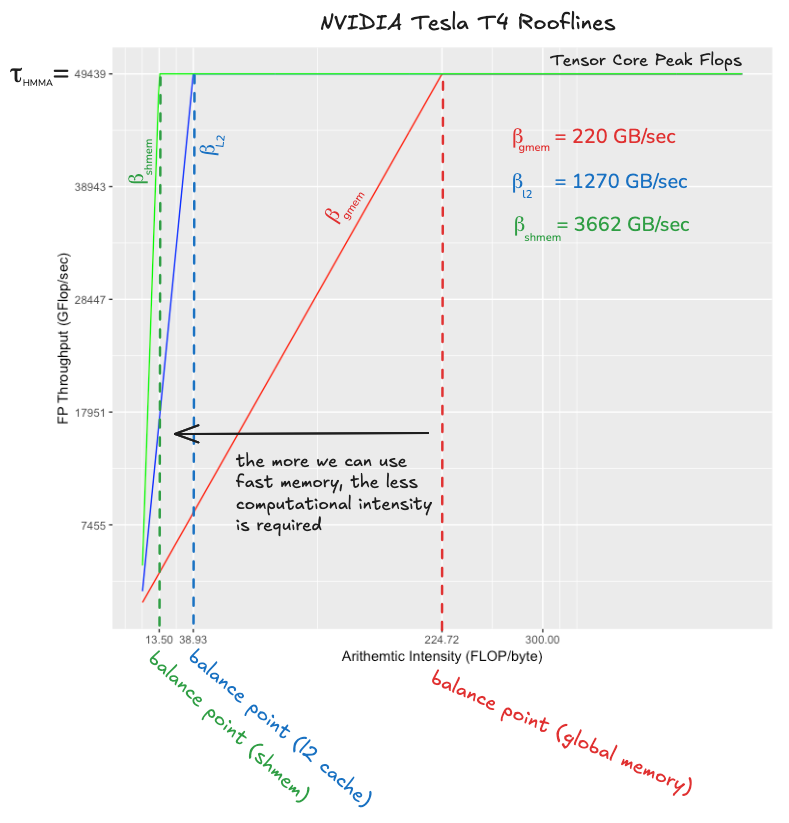 NVIDIA Tesla T4 Rooflines
τHMMA=
49439
Tensor Core Peak Flops
βshmem
βL2
βgmem
βgmem = 220 GB/sec
βl2 = 1270 GB/sec
βshmem= 3662 GB/sec
38943
28447
17951
7455
FP Throughput (GFlop/sec)
the more we can use
fast memory, the less
computational intensity
is required
13.50
38.93
224.72
300.00
Arithemtic Intensity (FLOP/byte)
balance point (shmem)
balance point (l2 cache)
balance point (global memory)